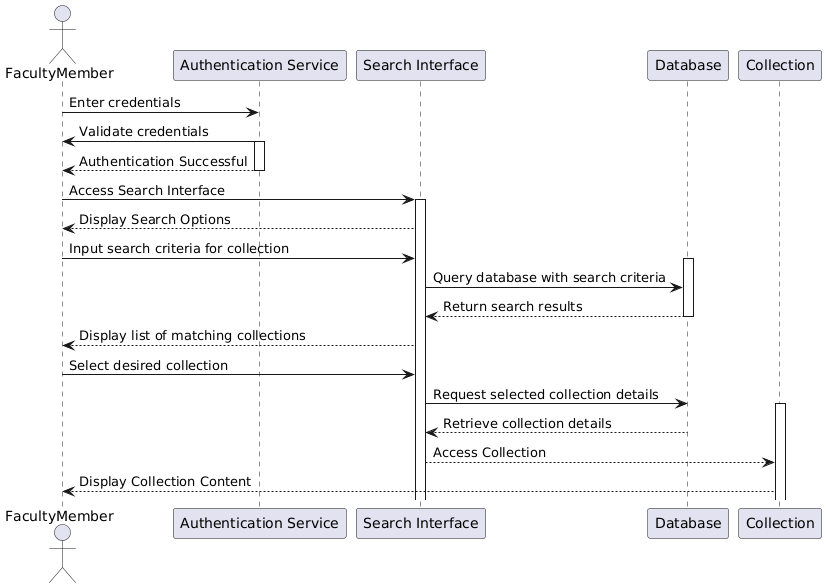 FacultyMember
Authentication Service
Search Interface
Database
Collection
Enter credentials
Validate credentials
Authentication Successful
Access Search Interface
Display Search Options
Input search criteria for collection
Query database with search criteria
Return search results
Display list of matching collections
Select desired collection
Request selected collection details
Retrieve collection details
Access Collection
Display Collection Content
FacultyMember
Authentication Service
Search Interface
Database
Collection